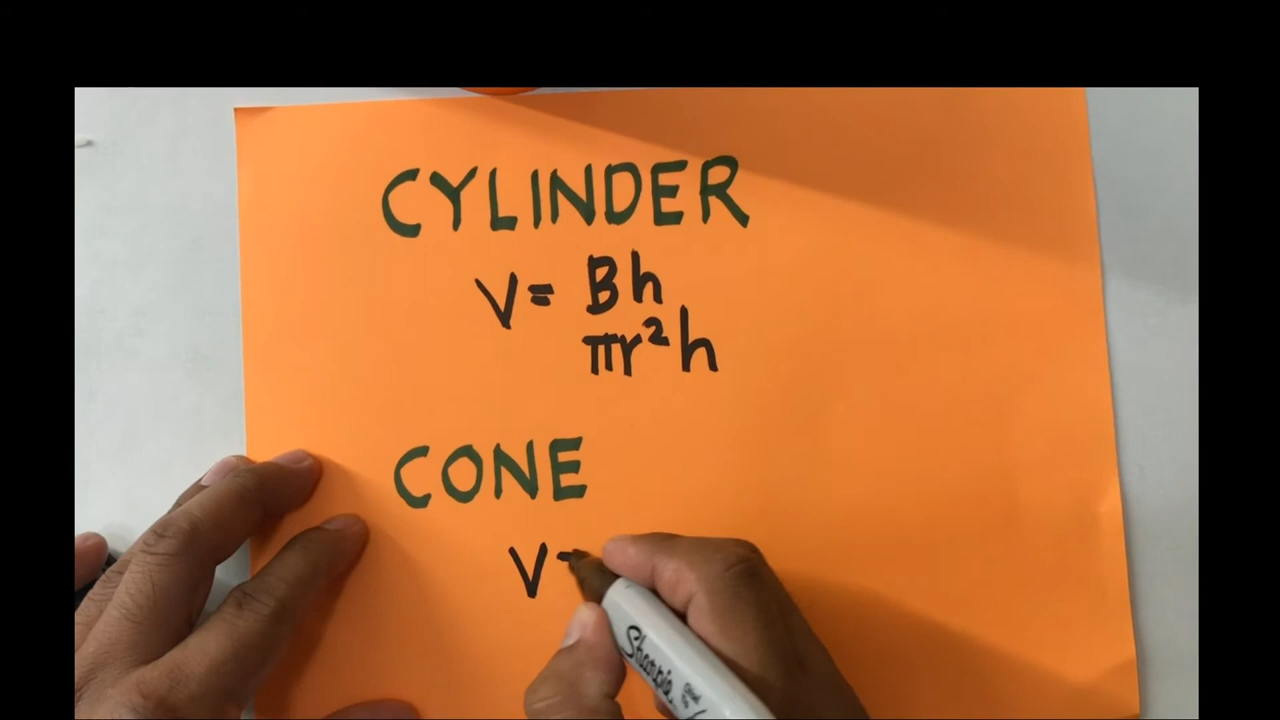 CYLINDER
V = Bh
πr²h
CONE
V =
Sharpie